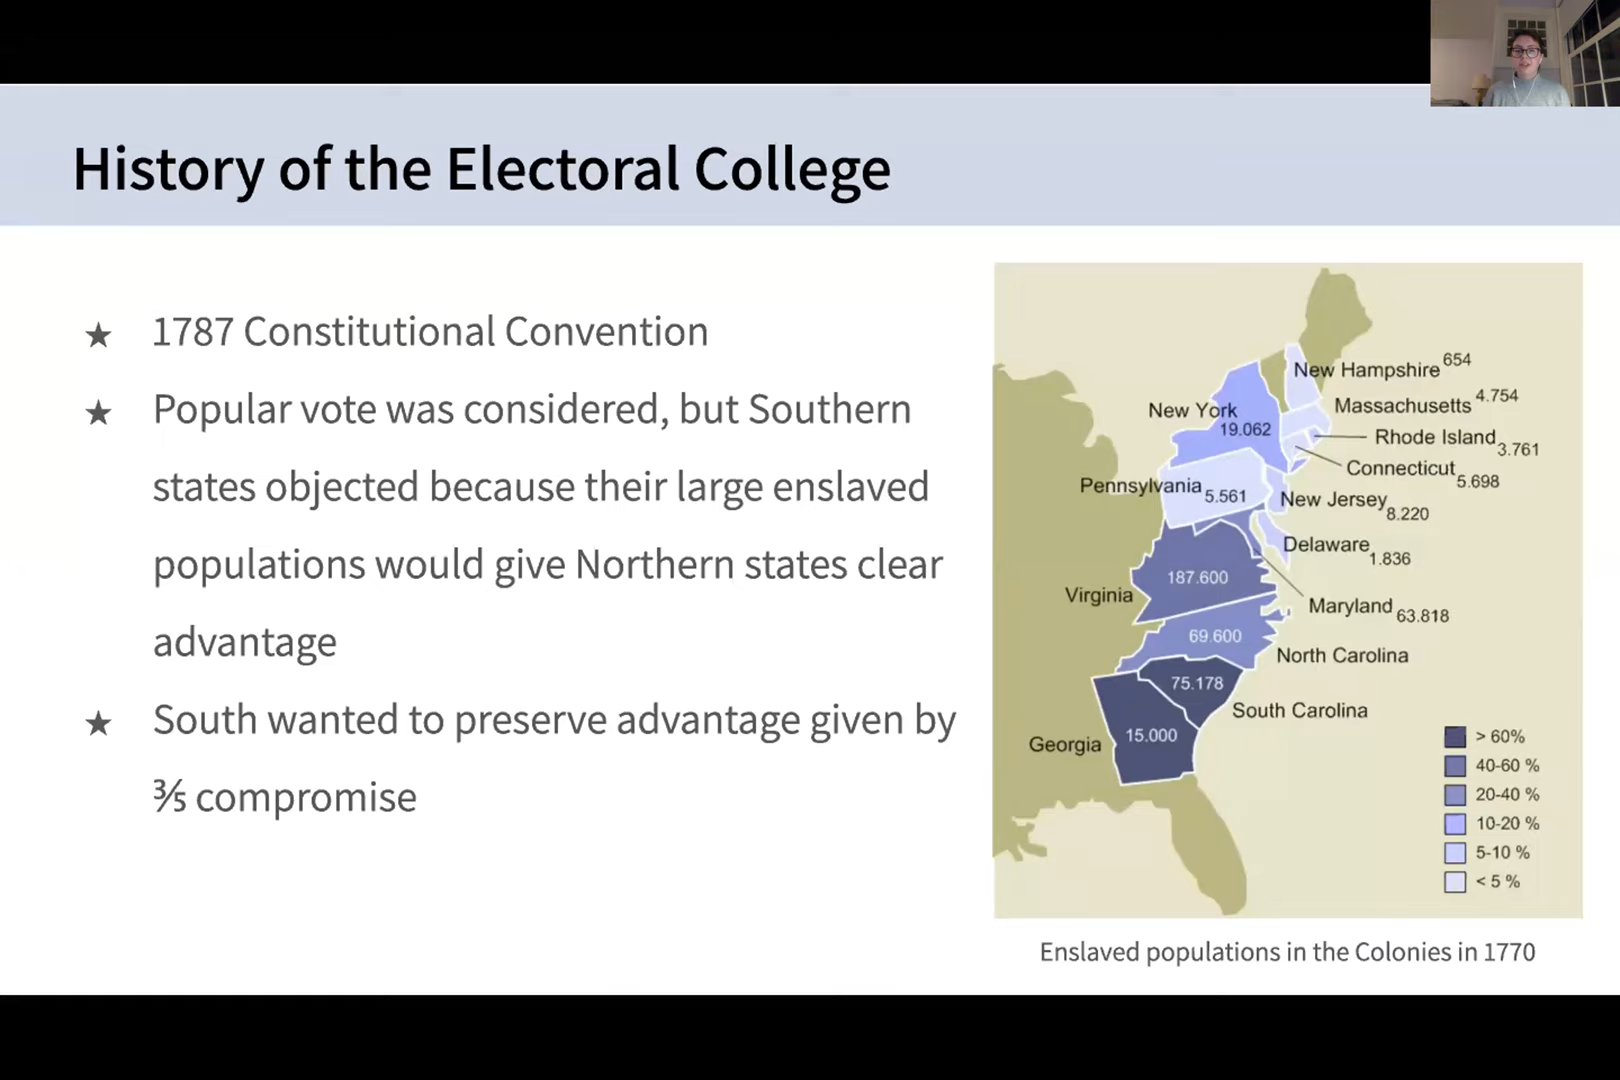 History of the Electoral College
★ 1787 Constitutional Convention
★ Popular vote was considered, but Southern
states objected because their large enslaved
populations would give Northern states clear
advantage
★ South wanted to preserve advantage given by
⅗ compromise
New Hampshire 654
Massachusetts 4.754
New York
19.062
Rhode Island 3.761
Connecticut 5.698
Pennsylvania 5.561
New Jersey 8.220
Delaware 1.836
Virginia 187.600
Maryland 63.818
69.600
North Carolina
75.178
South Carolina
Georgia 15.000
> 60%
40-60 %
20-40 %
10-20 %
5-10 %
< 5 %
Enslaved populations in the Colonies in 1770